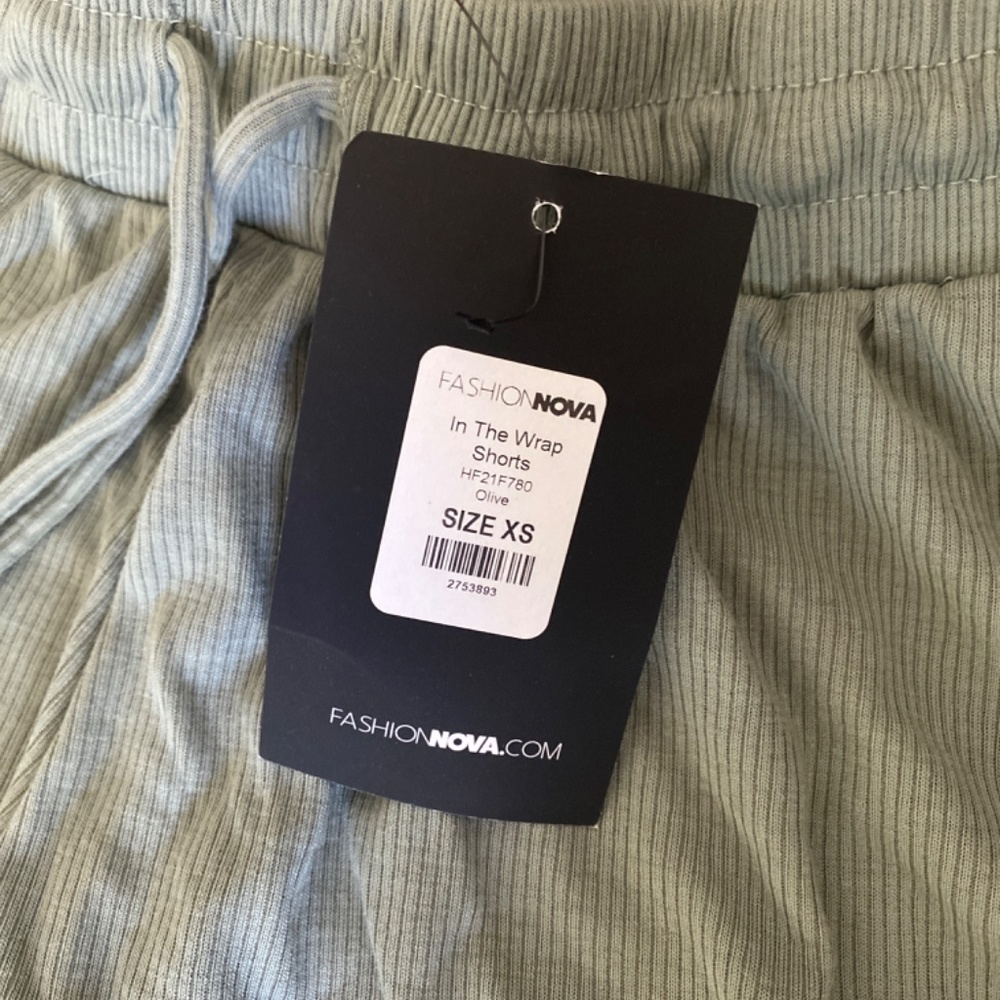 FASHIONNOVA
In The Wrap
Shorts
HF21F780
Olive
SIZE XS
2753893
FASHIONNOVA.COM